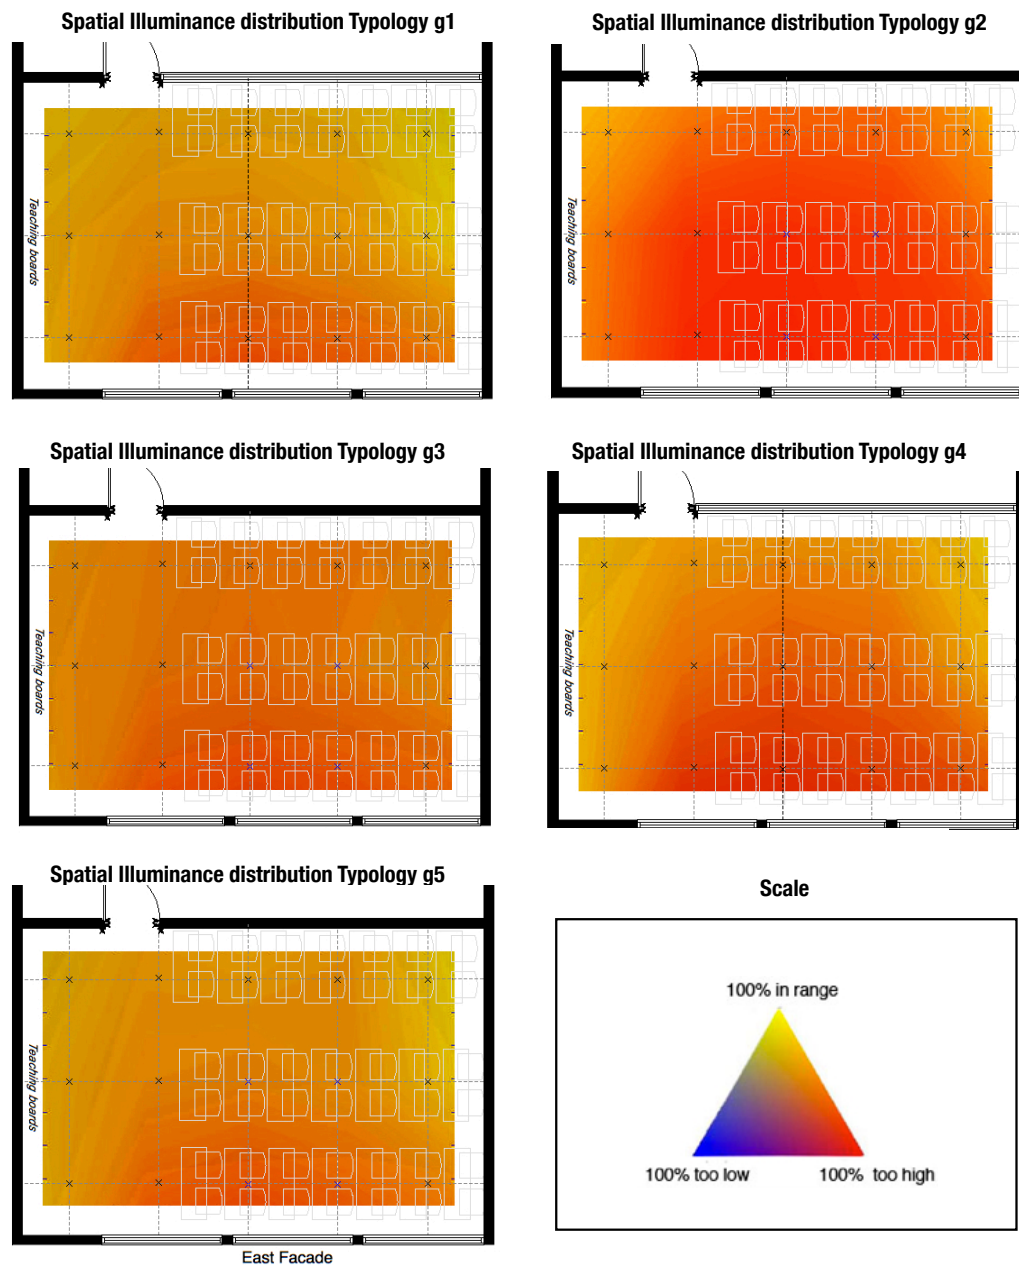 Spatial Illuminance distribution Typology g1
Spatial Illuminance distribution Typology g2
Teaching boards
Teaching boards
Spatial Illuminance distribution Typology g3
Spatial Illuminance distribution Typology g4
Teaching boards
Teaching boards
Spatial Illuminance distribution Typology g5
Scale
Teaching boards
100% in range
100% too low
100% too high
East Facade